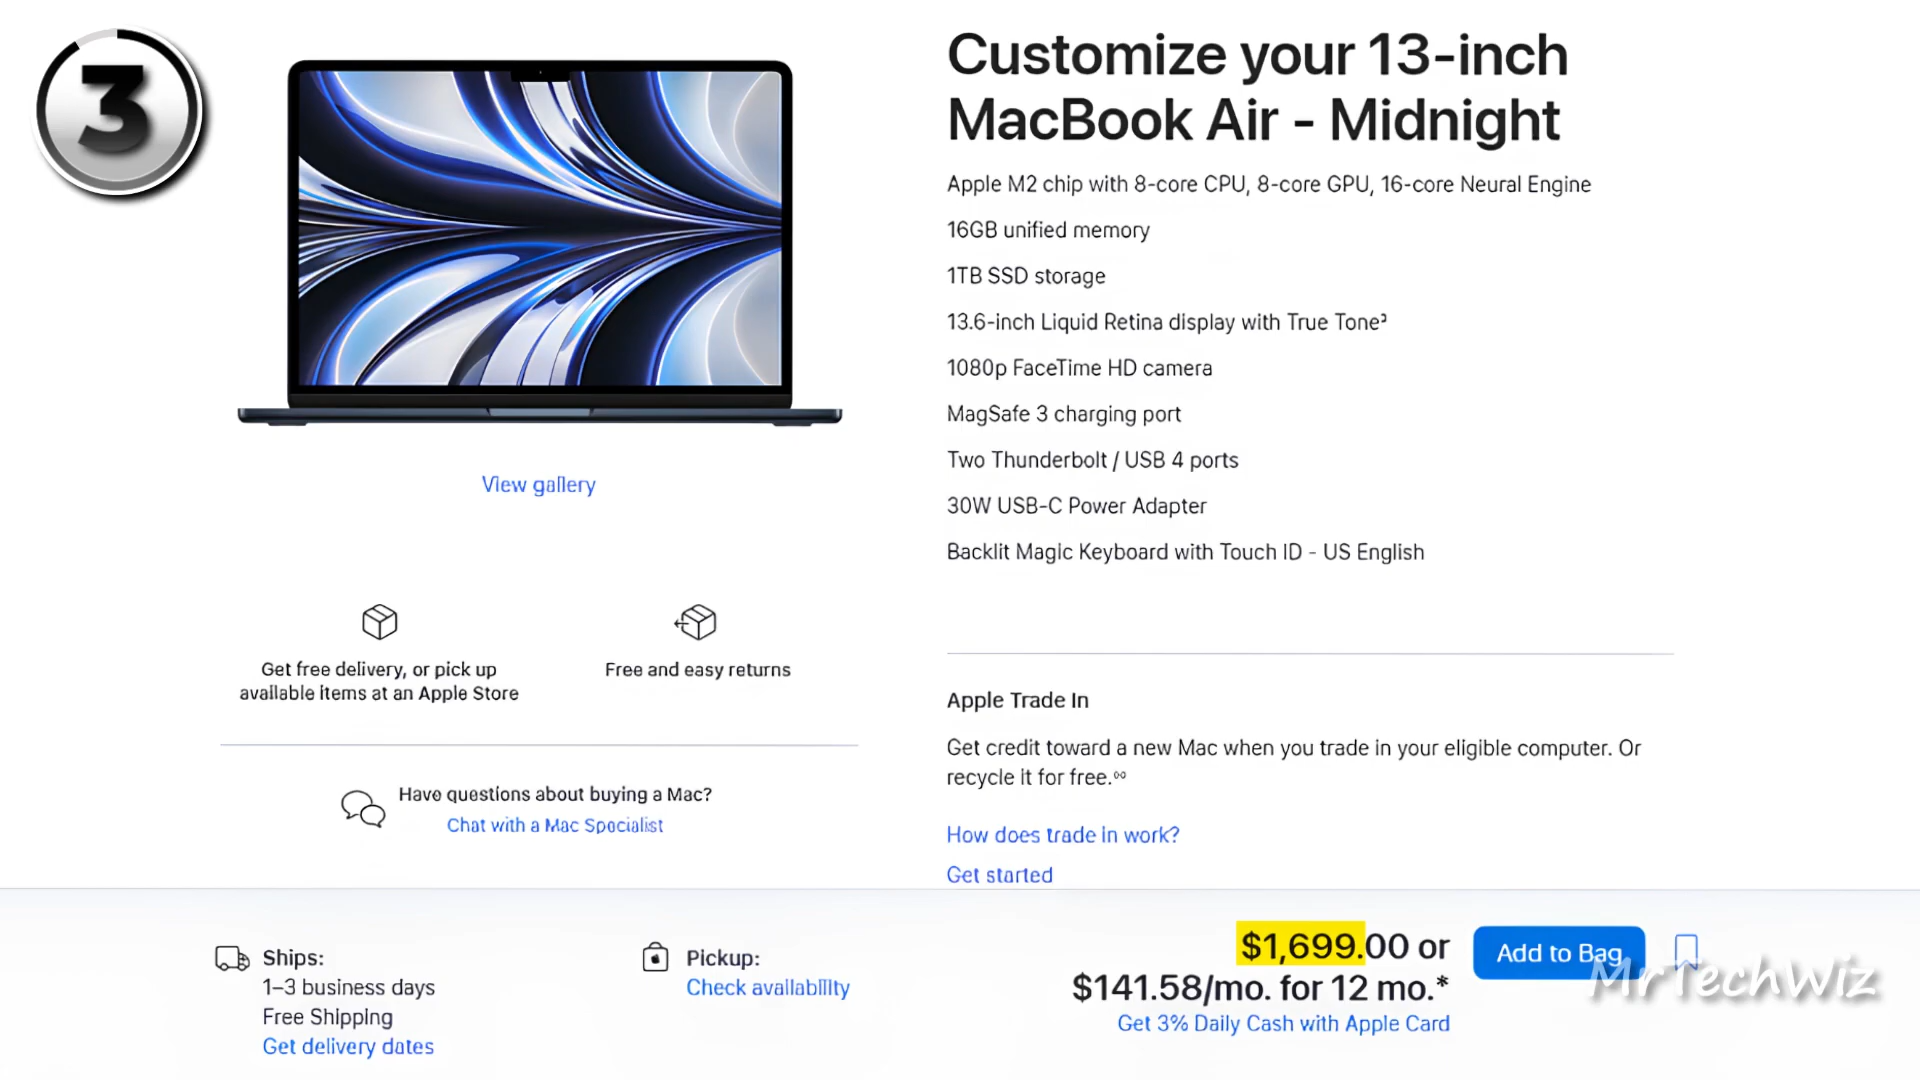 3
Customize your 13-inch
MacBook Air - Midnight
Apple M2 chip with 8-core CPU, 8-core GPU, 16-core Neural Engine
16GB unified memory
1TB SSD storage
13.6-inch Liquid Retina display with True Tone³
1080p FaceTime HD camera
MagSafe 3 charging port
Two Thunderbolt / USB 4 ports
30W USB-C Power Adapter
Backlit Magic Keyboard with Touch ID - US English
View gallery
Get free delivery, or pick up
available items at an Apple Store
Free and easy returns
Have questions about buying a Mac?
Chat with a Mac Specialist
Apple Trade In
Get credit toward a new Mac when you trade in your eligible computer. Or
recycle it for free.°°
How does trade in work?
Get started
Ships:
1–3 business days
Free Shipping
Get delivery dates
Pickup:
Check availability
$1,699.00 or
$141.58/mo. for 12 mo.*
Get 3% Daily Cash with Apple Card
Add to Bag
MrTechWiz